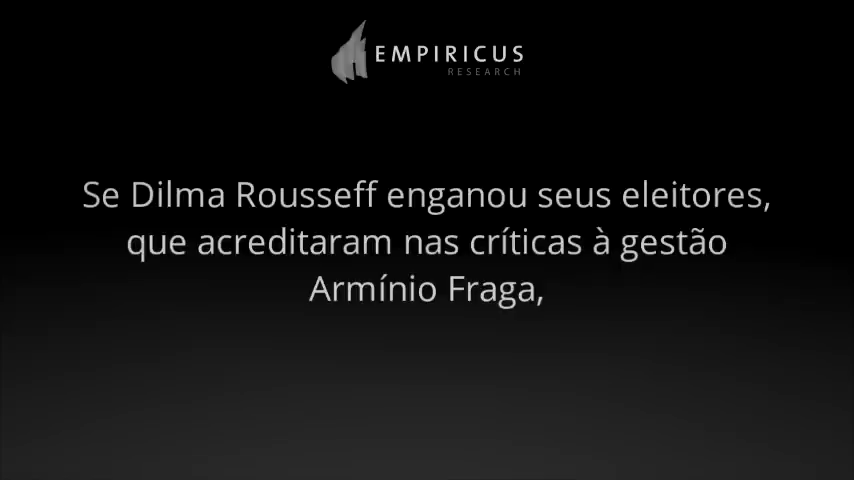 EMPIRICUS
RESEARCH
Se Dilma Rousseff enganou seus eleitores,
que acreditaram nas críticas à gestão
Armínio Fraga,